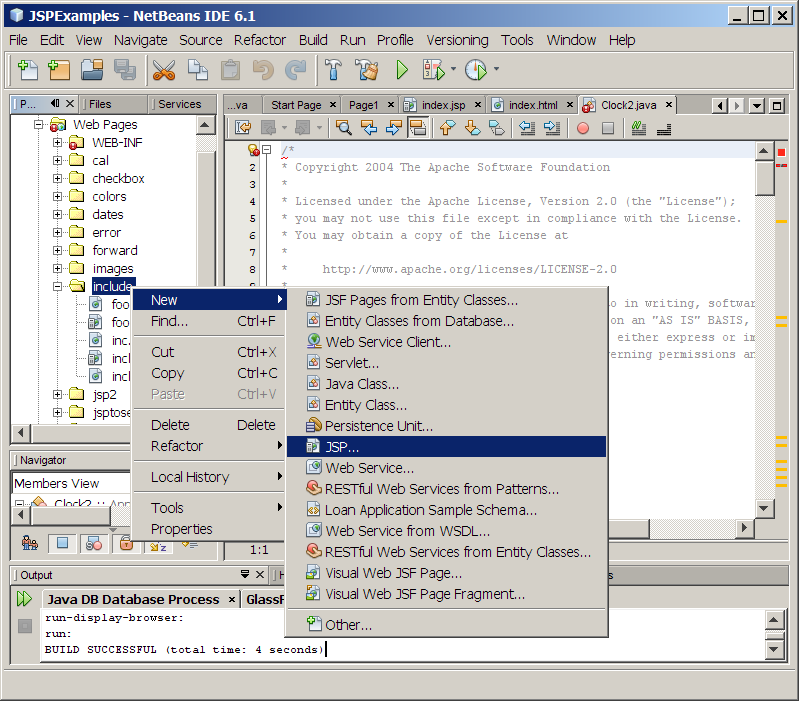 JSPExamples - NetBeans IDE 6.1
File Edit View Navigate Source Refactor Build Run Profile Versioning Tools Window Help
P... Files Services
...va Start Page Page1 index.jsp index.html Clock2.java
Web Pages
WEB-INF
cal
checkbox
colors
dates
error
forward
images
include
foo
foo
inc.
incl
incl
jsp2
jsptose
/*
2 * Copyright 2004 The Apache Software Foundation
3 *
4 * Licensed under the Apache License, Version 2.0 (the "License");
5 * you may not use this file except in compliance with the License.
6 * You may obtain a copy of the License at
7 *
8 * http://www.apache.org/licenses/LICENSE-2.0
*
o in writing, softwar
on an "AS IS" BASIS,
either express or im
erning permissions an
New
Find... Ctrl+F
Cut Ctrl+X
Copy Ctrl+C
Paste Ctrl+V
Delete Delete
Refactor
Local History
Tools
Properties
JSF Pages from Entity Classes...
Entity Classes from Database...
Web Service Client...
Servlet...
Java Class...
Entity Class...
Persistence Unit...
JSP...
Web Service...
RESTful Web Services from Patterns...
Loan Application Sample Schema...
Web Service from WSDL...
RESTful Web Services from Entity Classes...
Visual Web JSF Page...
Visual Web JSF Page Fragment...
Other...
Navigator
Members View
Clock2 :: App
1:1
Output
Java DB Database Process GlassF
run-display-browser:
run:
BUILD SUCCESSFUL (total time: 4 seconds)